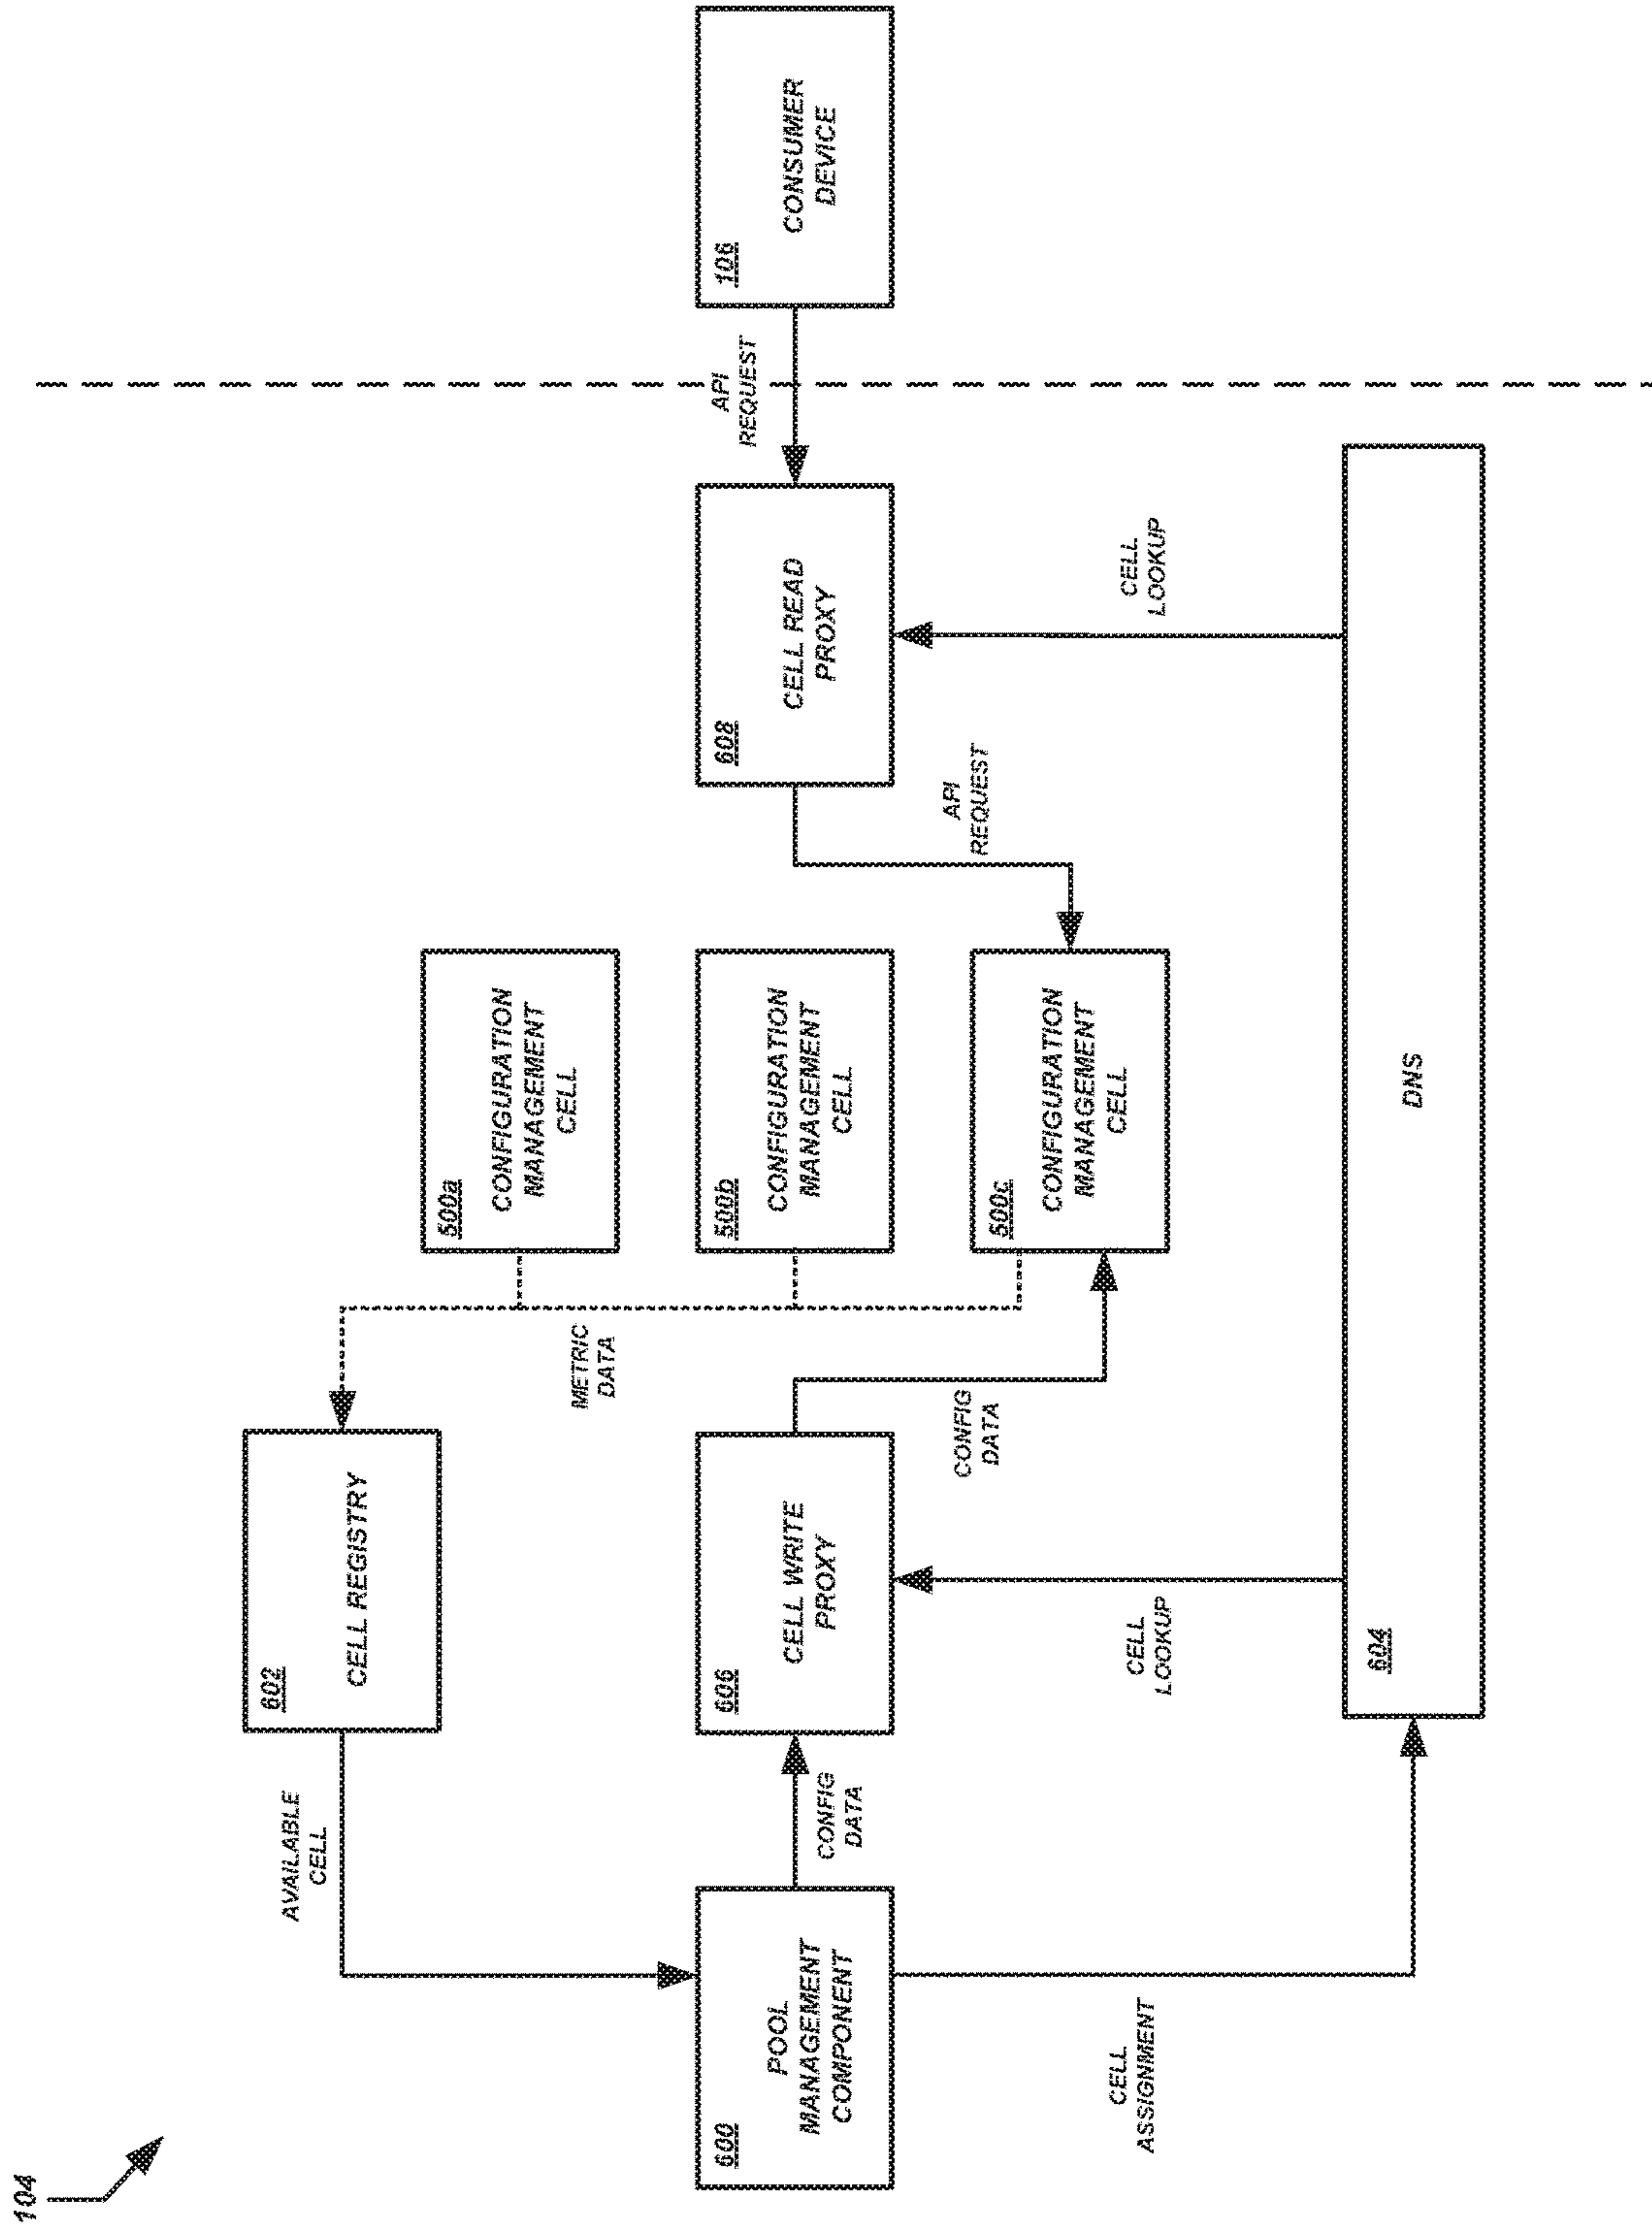 104
602
CELL REGISTRY
AVAILABLE
CELL
METRIC
DATA
500a
CONFIGURATION
MANAGEMENT
CELL
600
POOL
MANAGEMENT
COMPONENT
CONFIG
DATA
606
CELL WRITE
PROXY
500b
CONFIGURATION
MANAGEMENT
CELL
608
CELL READ
PROXY
API
REQUEST
106
CONSUMER
DEVICE
CONFIG
DATA
500c
CONFIGURATION
MANAGEMENT
CELL
API
REQUEST
CELL
ASSIGNMENT
CELL
LOOKUP
CELL
LOOKUP
604
DNS